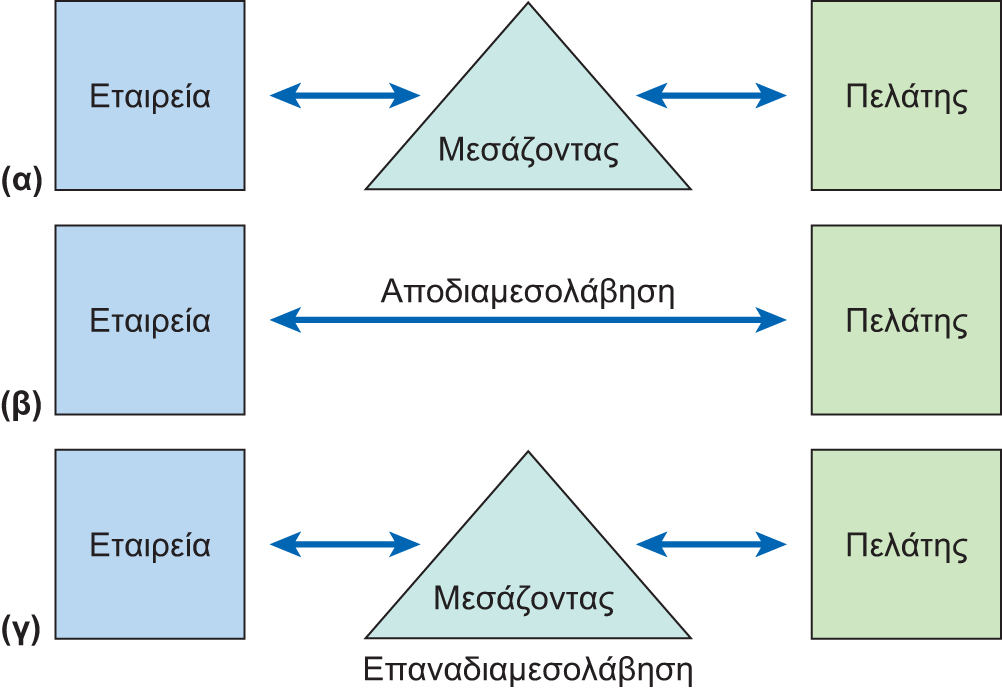 Εταιρεία
Μεσάζοντας
Πελάτης
(α)
Εταιρεία
Αποδιαμεσολάβηση
Πελάτης
(β)
Εταιρεία
Μεσάζοντας
Πελάτης
(γ)
Επαναδιαμεσολάβηση